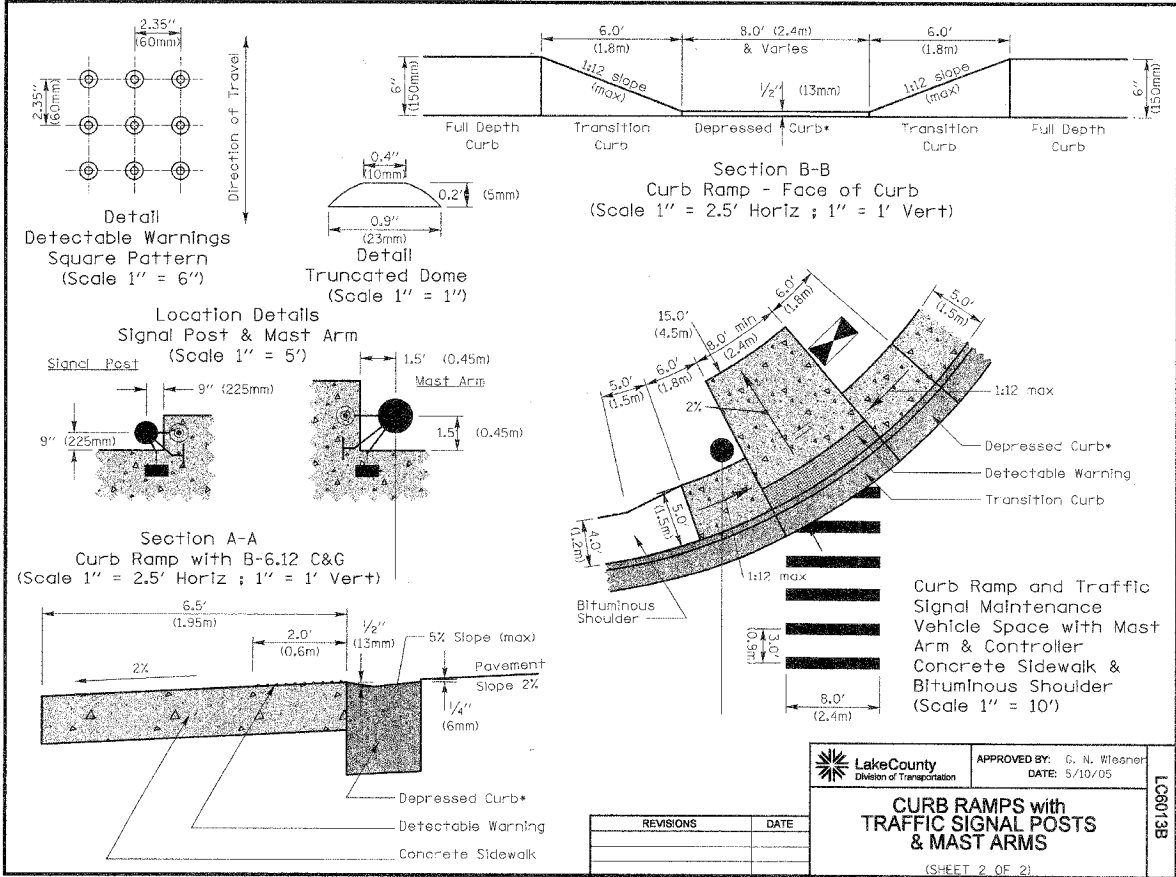 2.35"
(60mm)
2.35"
(60mm)
Direction of Travel
Detail
Detectable Warnings
Square Pattern
(Scale 1" = 6")
0.4"
(10mm)
0.2' (5mm)
0.9"
(23mm)
Detail
Truncated Dome
(Scale 1" = 1")
6.0'
(1.8m)
8.0' (2.4m)
& Varies
6.0'
(1.8m)
6"
(150mm)
1:12 slope
(max)
1/2" (13mm)
1:12 slope
(max)
6"
(150mm)
Full Depth
Curb
Transition
Curb
Depressed Curb*
Transition
Curb
Full Depth
Curb
Section B-B
Curb Ramp - Face of Curb
(Scale 1" = 2.5' Horiz ; 1" = 1' Vert)
Location Details
Signal Post & Mast Arm
(Scale 1" = 5')
Signal Post
9" (225mm)
9" (225mm)
1.5' (0.45m)
Mast Arm
1.5' (0.45m)
15.0'
(4.5m)
5.0'
(1.5m)
6.0'
(1.8m)
8.0' min
(2.4m)
6.0'
(1.8m)
5.0'
(1.5m)
2%
1:12 max
Depressed Curb*
Detectable Warning
Transition Curb
4.0'
(1.2m)
5.0'
(1.5m)
1:12 max
Bituminous
Shoulder
3.0'
(0.9m)
8.0'
(2.4m)
Curb Ramp and Traffic
Signal Maintenance
Vehicle Space with Mast
Arm & Controller
Concrete Sidewalk &
Bituminous Shoulder
(Scale 1" = 10')
Section A-A
Curb Ramp with B-6.12 C&G
(Scale 1" = 2.5' Horiz ; 1" = 1' Vert)
6.5'
(1.95m)
2.0'
(0.6m)
1/2"
(13mm)
5% Slope (max)
2%
Pavement
Slope 2%
1/4"
(6mm)
Depressed Curb*
Detectable Warning
Concrete Sidewalk
REVISIONS DATE
LakeCounty
Division of Transportation
APPROVED BY: G. N. Wiesner
DATE: 5/10/05
CURB RAMPS with
TRAFFIC SIGNAL POSTS
& MAST ARMS
(SHEET 2 OF 2)
LC6013B